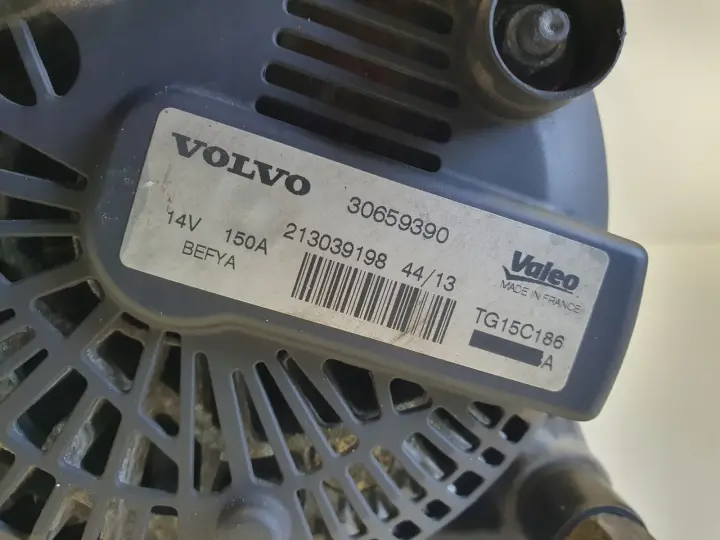 VOLVO 30659390
14V 150A 213039198 44/13
BEFYA
Valeo
MADE IN FRANCE
TG15C186
A